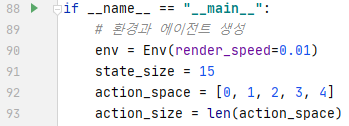 88 if __name__ == "__main__":
89 # 환경과 에이전트 생성
90 env = Env(render_speed=0.01)
91 state_size = 15
92 action_space = [0, 1, 2, 3, 4]
93 action_size = len(action_space)